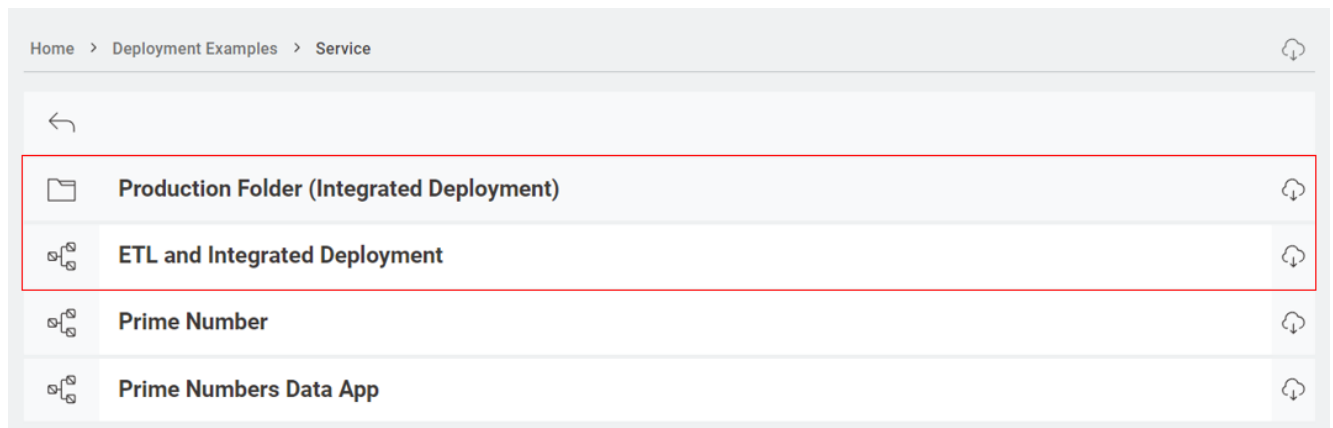 Home > Deployment Examples > Service
Production Folder (Integrated Deployment)
ETL and Integrated Deployment
Prime Number
Prime Numbers Data App